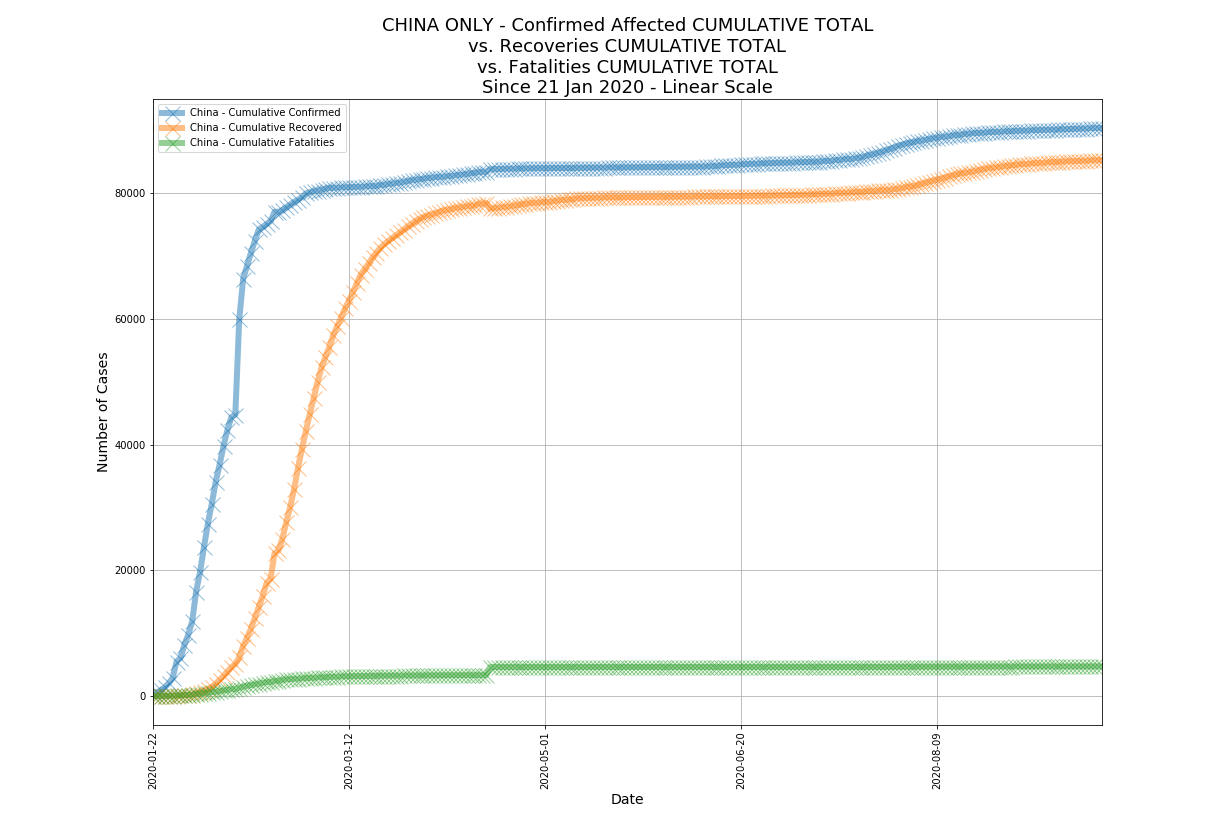 CHINA ONLY - Confirmed Affected CUMULATIVE TOTAL
vs. Recoveries CUMULATIVE TOTAL
vs. Fatalities CUMULATIVE TOTAL
Since 21 Jan 2020 - Linear Scale
China - Cumulative Confirmed
China - Cumulative Recovered
China - Cumulative Fatalities
Number of Cases
80000
60000
40000
20000
0
2020-01-22
2020-03-12
2020-05-01
2020-06-20
2020-08-09
Date